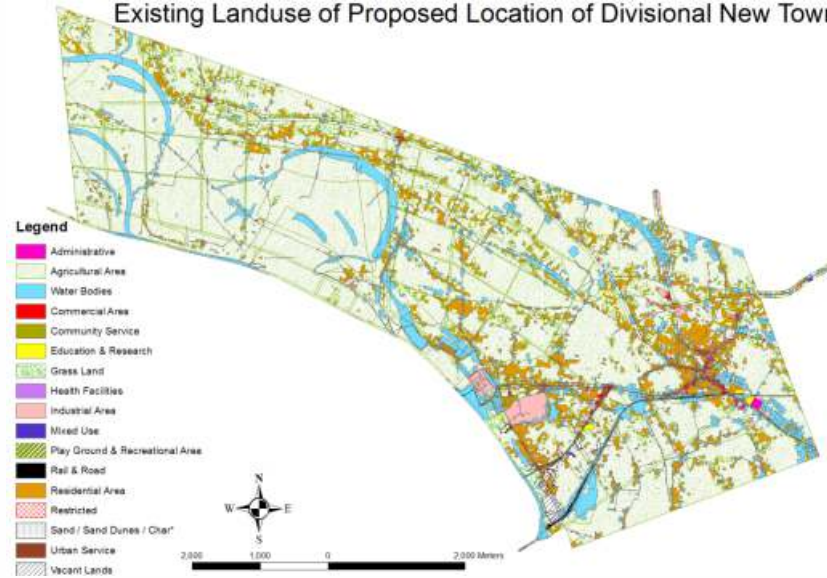 Existing Landuse of Proposed Location of Divisional New Town
Legend
Administrative
Agricultural Area
Water Bodies
Commercial Area
Community Service
Education & Research
Grass Land
Health Facilities
Industrial Area
Mixed Use
Play Ground & Recreational Area
Rail & Road
Residential Area
Restricted
Sand / Sand Dunes / Char*
Urban Service
Vacant Lands
N
W E
S
2,000 1,000 0 2,000 Meters